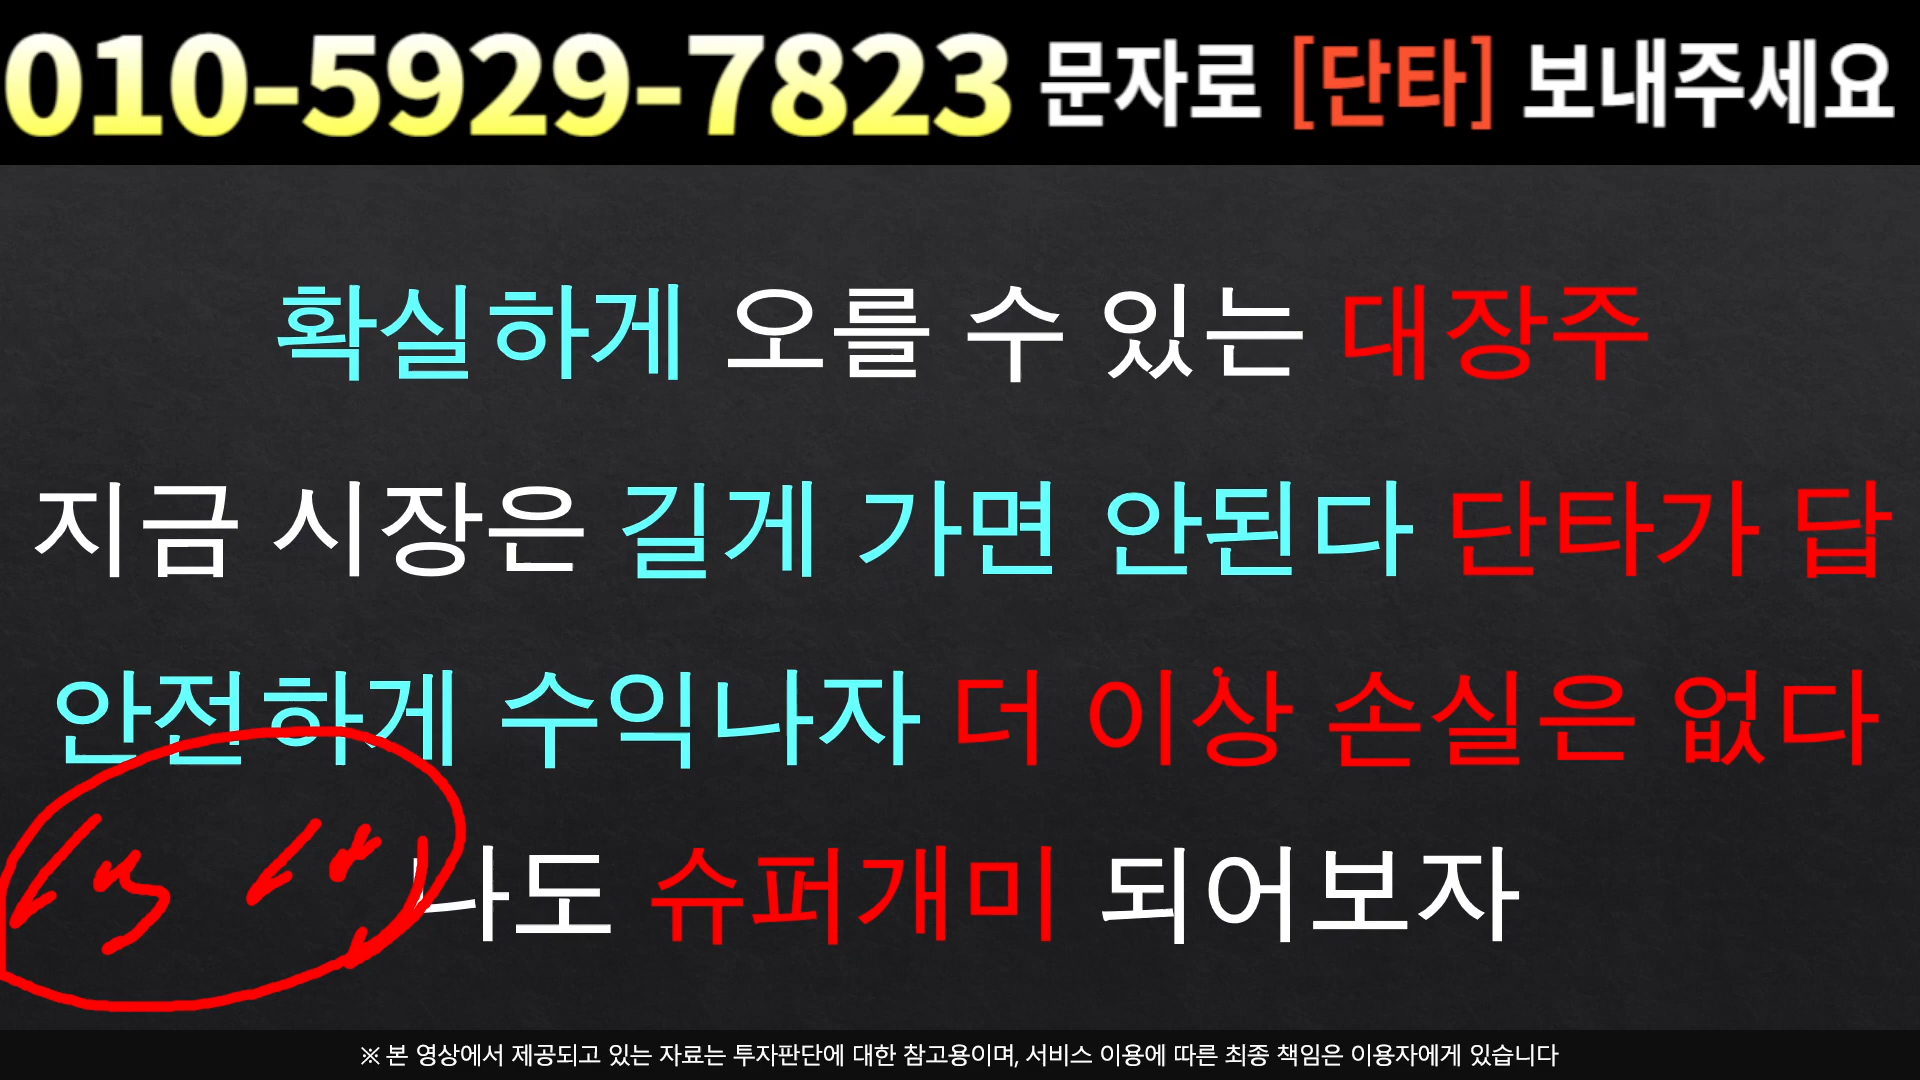 010-5929-7823 문자로 [단타] 보내주세요
확실하게 오를 수 있는 대장주
지금 시장은 길게 가면 안된다 단타가 답
안전하게 수익나자 더 이상 손실은 없다
나도 슈퍼개미 되어보자
※ 본 영상에서 제공되고 있는 자료는 투자판단에 대한 참고용이며, 서비스 이용에 따른 최종 책임은 이용자에게 있습니다